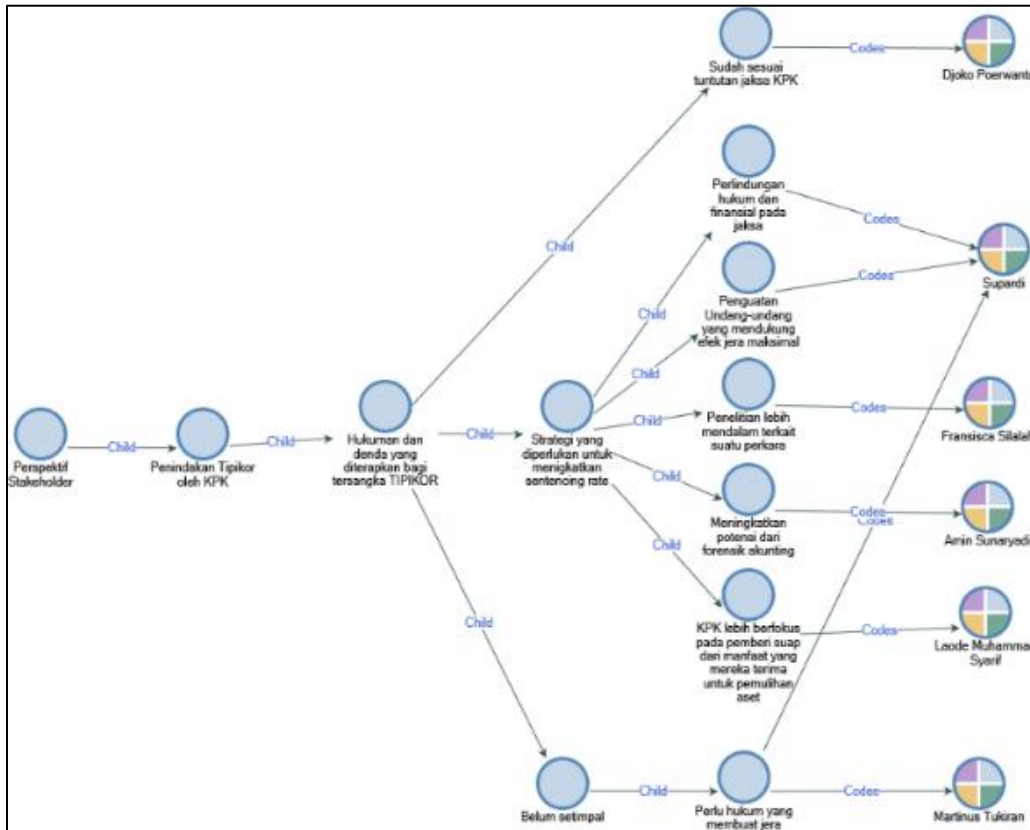 Sudah sesuai
tuntutan jaksa KPK
Codes
Djoko Poerwanto
Perlindungan
hukum dan
finansial pada
jaksa
Codes
Child
Supardi
Penguatan
Undang-undang
yang mendukung
efek jera maksimal
Codes
Child
Child
Perspektif
Stakeholder
Child
Penindakan Tipikor
oleh KPK
Child
Hukuman dan
denda yang
diterapkan bagi
tersangka TIPIKOR
Child
Strategi yang
diperlukan untuk
menigkatkan
sentencing rate
Child
Penelitian lebih
mendalam terkait
suatu perkara
Codes
Fransisca Silalah
Child
Meningkatkan
potensi dari
forensik akunting
Codes
Codes
Amin Sunaryadi
Child
KPK lebih berfokus
pada pemberi suap
dari manfaat yang
mereka terima
untuk pemulihan
aset
Codes
Laode Muhammad
Syarif
Child
Belum setimpal
Child
Perlu hukum yang
membuat jera
Codes
Martinus Tukiran